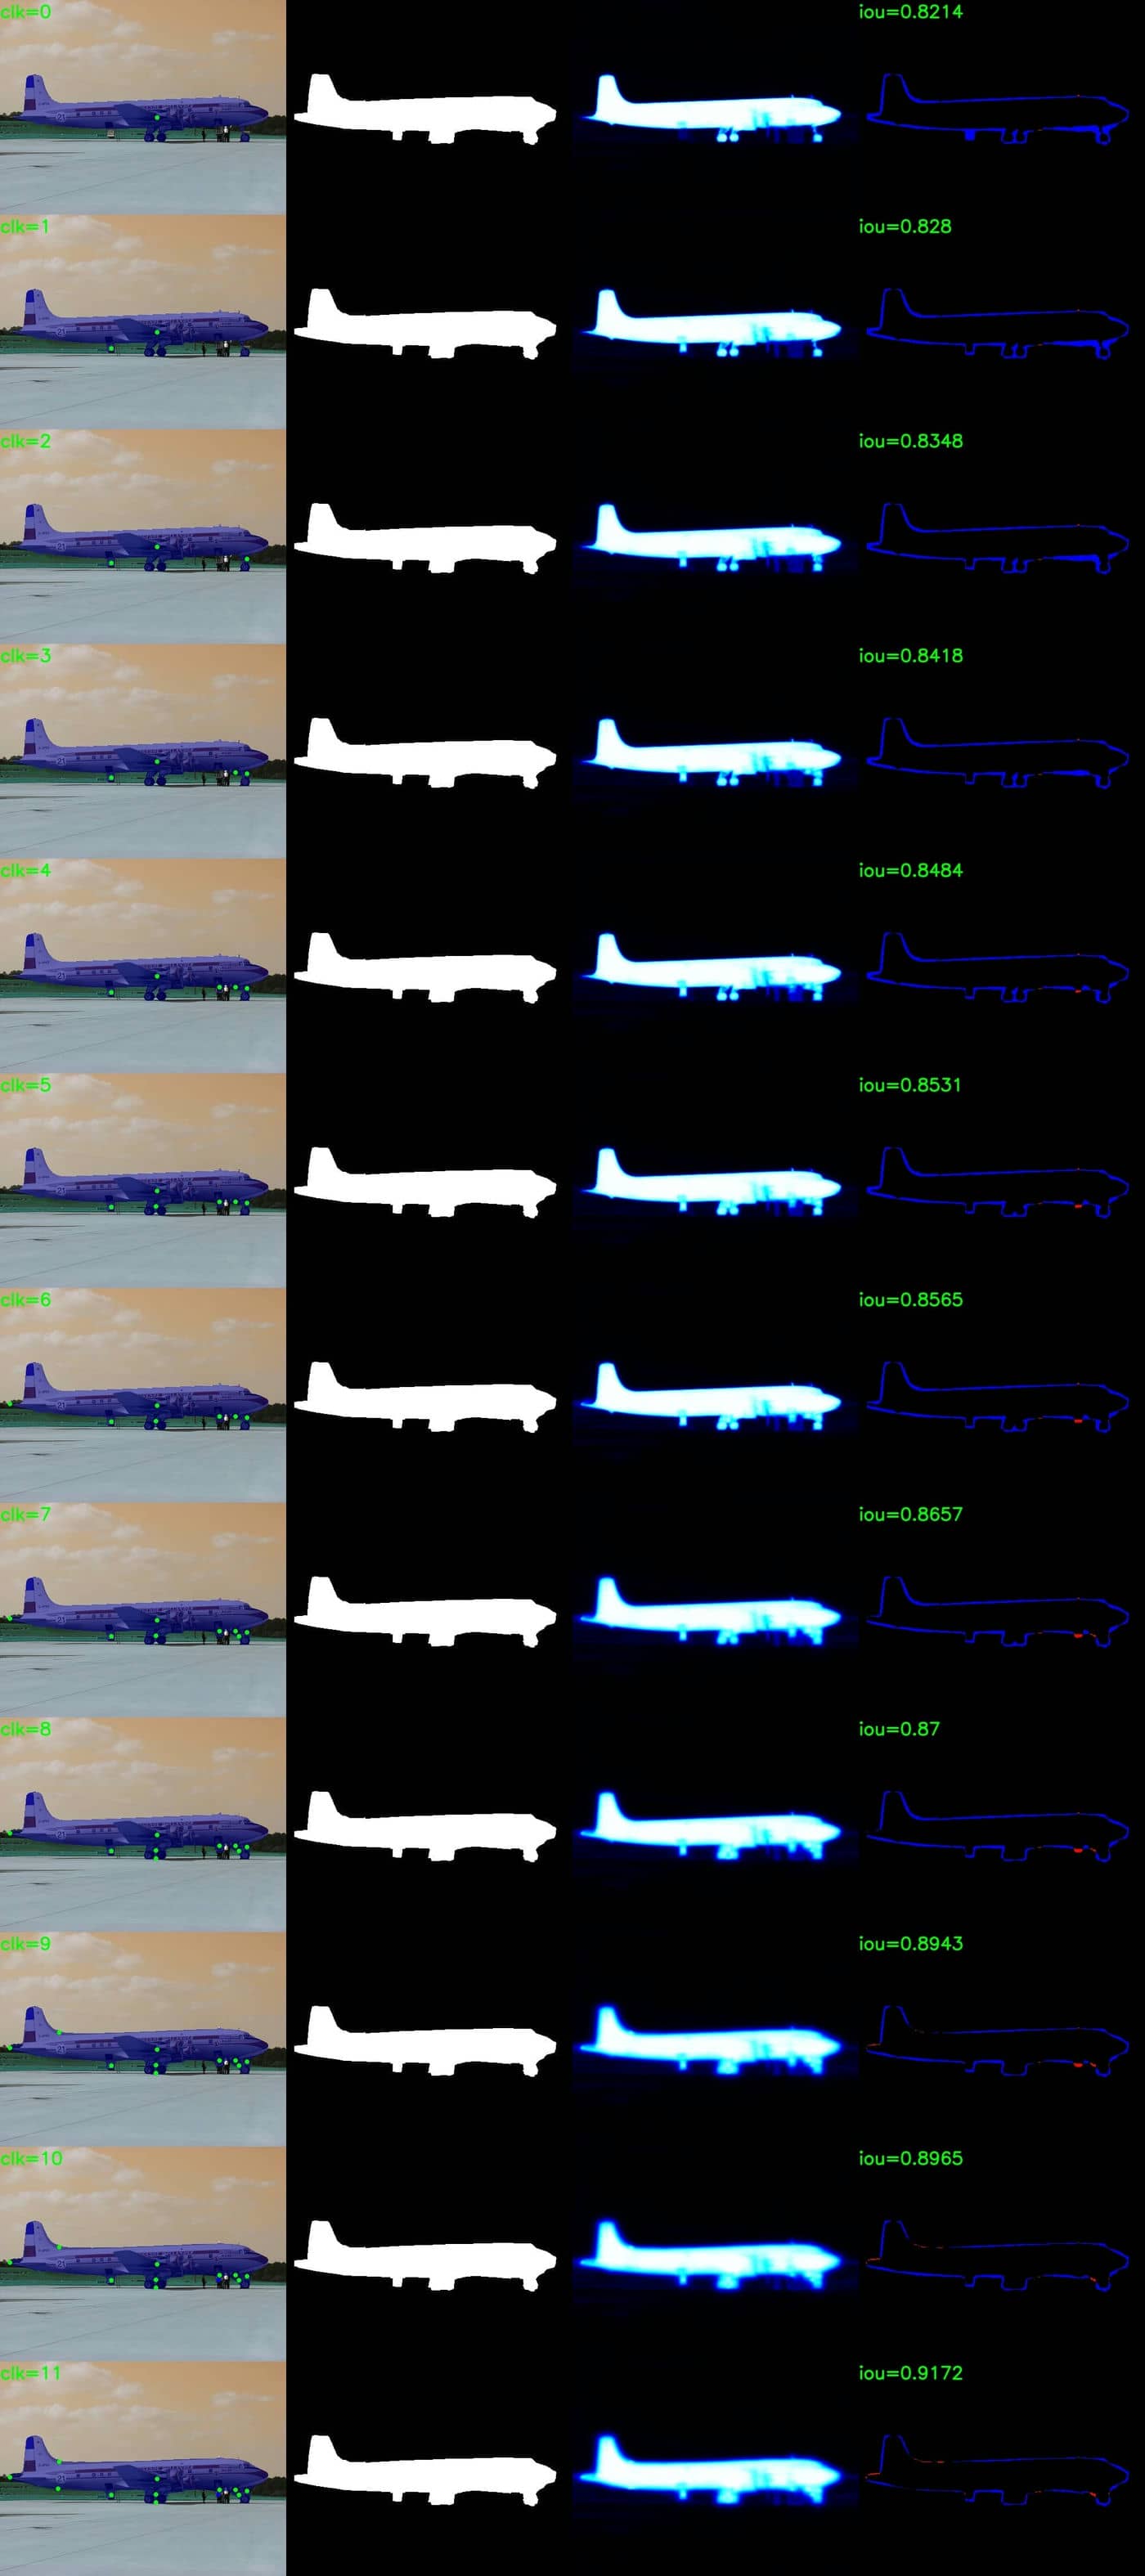 clk=0 iou=0.8214
clk=1 iou=0.828
clk=2 iou=0.8348
clk=3 iou=0.8418
clk=4 iou=0.8484
clk=5 iou=0.8531
clk=6 iou=0.8565
clk=7 iou=0.8657
clk=8 iou=0.87
clk=9 iou=0.8943
clk=10 iou=0.8965
clk=11 iou=0.9172